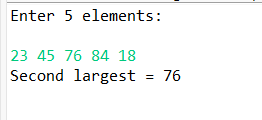 Enter 5 elements:
23 45 76 84 18
Second largest = 76